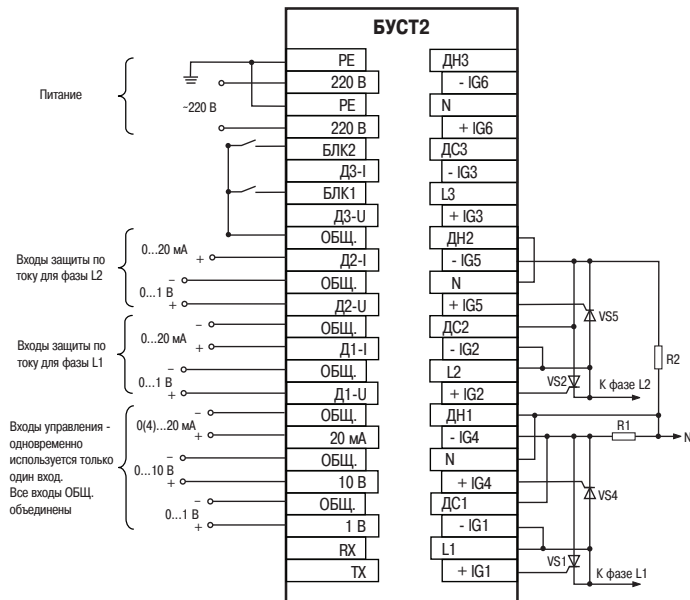 БУСТ2
Питание
~220 В
Входы защиты по
току для фазы L2
0...20 мА
+
–
0...1 В
+
Входы защиты по
току для фазы L1
–
0...20 мА
+
–
0...1 В
+
Входы управления -
одновременно
используется только
один вход.
Все входы ОБЩ.
объединены
–
0(4)...20 мА
+
–
0...10 В
+
–
0...1 В
+
PE
220 В
PE
220 В
БЛК2
Д3-I
БЛК1
Д3-U
ОБЩ.
Д2-I
ОБЩ.
Д2-U
ОБЩ.
Д1-I
ОБЩ.
Д1-U
ОБЩ.
20 мА
ОБЩ.
10 В
ОБЩ.
1 В
RX
TX
ДН3
- IG6
N
+ IG6
ДС3
- IG3
L3
+ IG3
ДН2
- IG5
N
+ IG5
ДС2
- IG2
L2
+ IG2
ДН1
- IG4
N
+ IG4
ДС1
- IG1
L1
+ IG1
VS5
R2
VS2
К фазе L2
R1
N
VS4
VS1
К фазе L1